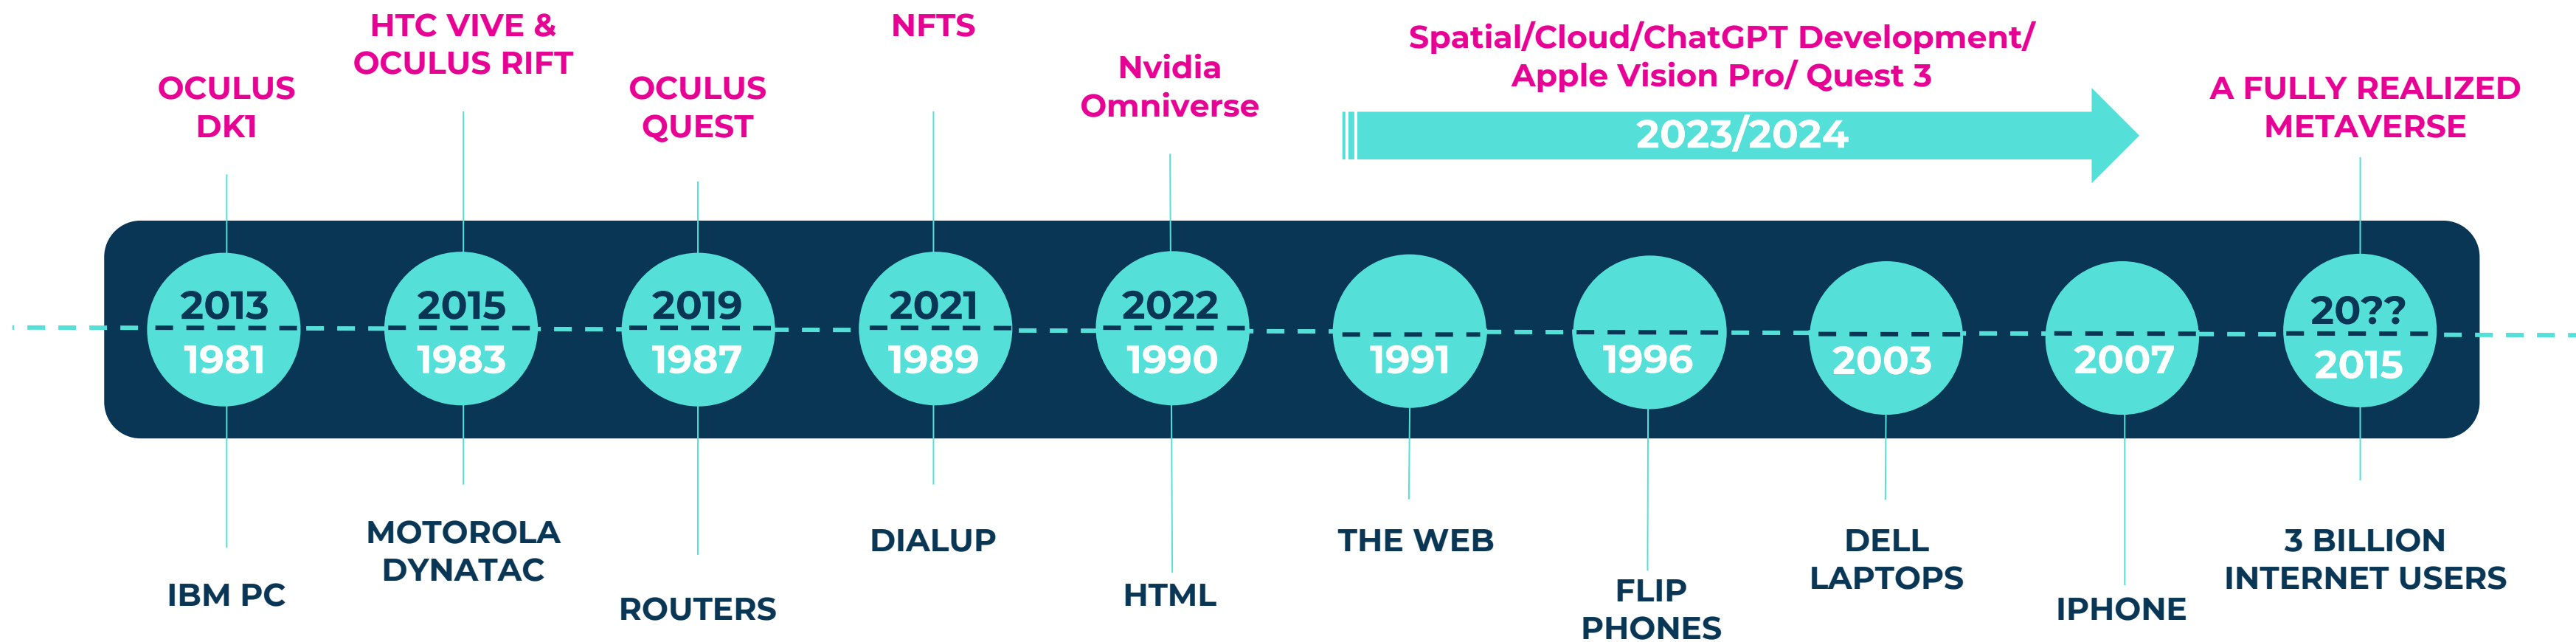 OCULUS
DK1
HTC VIVE &
OCULUS RIFT
OCULUS
QUEST
NFTS
Nvidia
Omniverse
Spatial/Cloud/ChatGPT Development/
Apple Vision Pro/ Quest 3
2023/2024
A FULLY REALIZED
METAVERSE
2013
1981
2015
1983
2019
1987
2021
1989
2022
1990
1991
1996
2003
2007
20??
2015
IBM PC
MOTOROLA
DYNATAC
ROUTERS
DIALUP
HTML
THE WEB
FLIP
PHONES
DELL
LAPTOPS
IPHONE
3 BILLION
INTERNET USERS